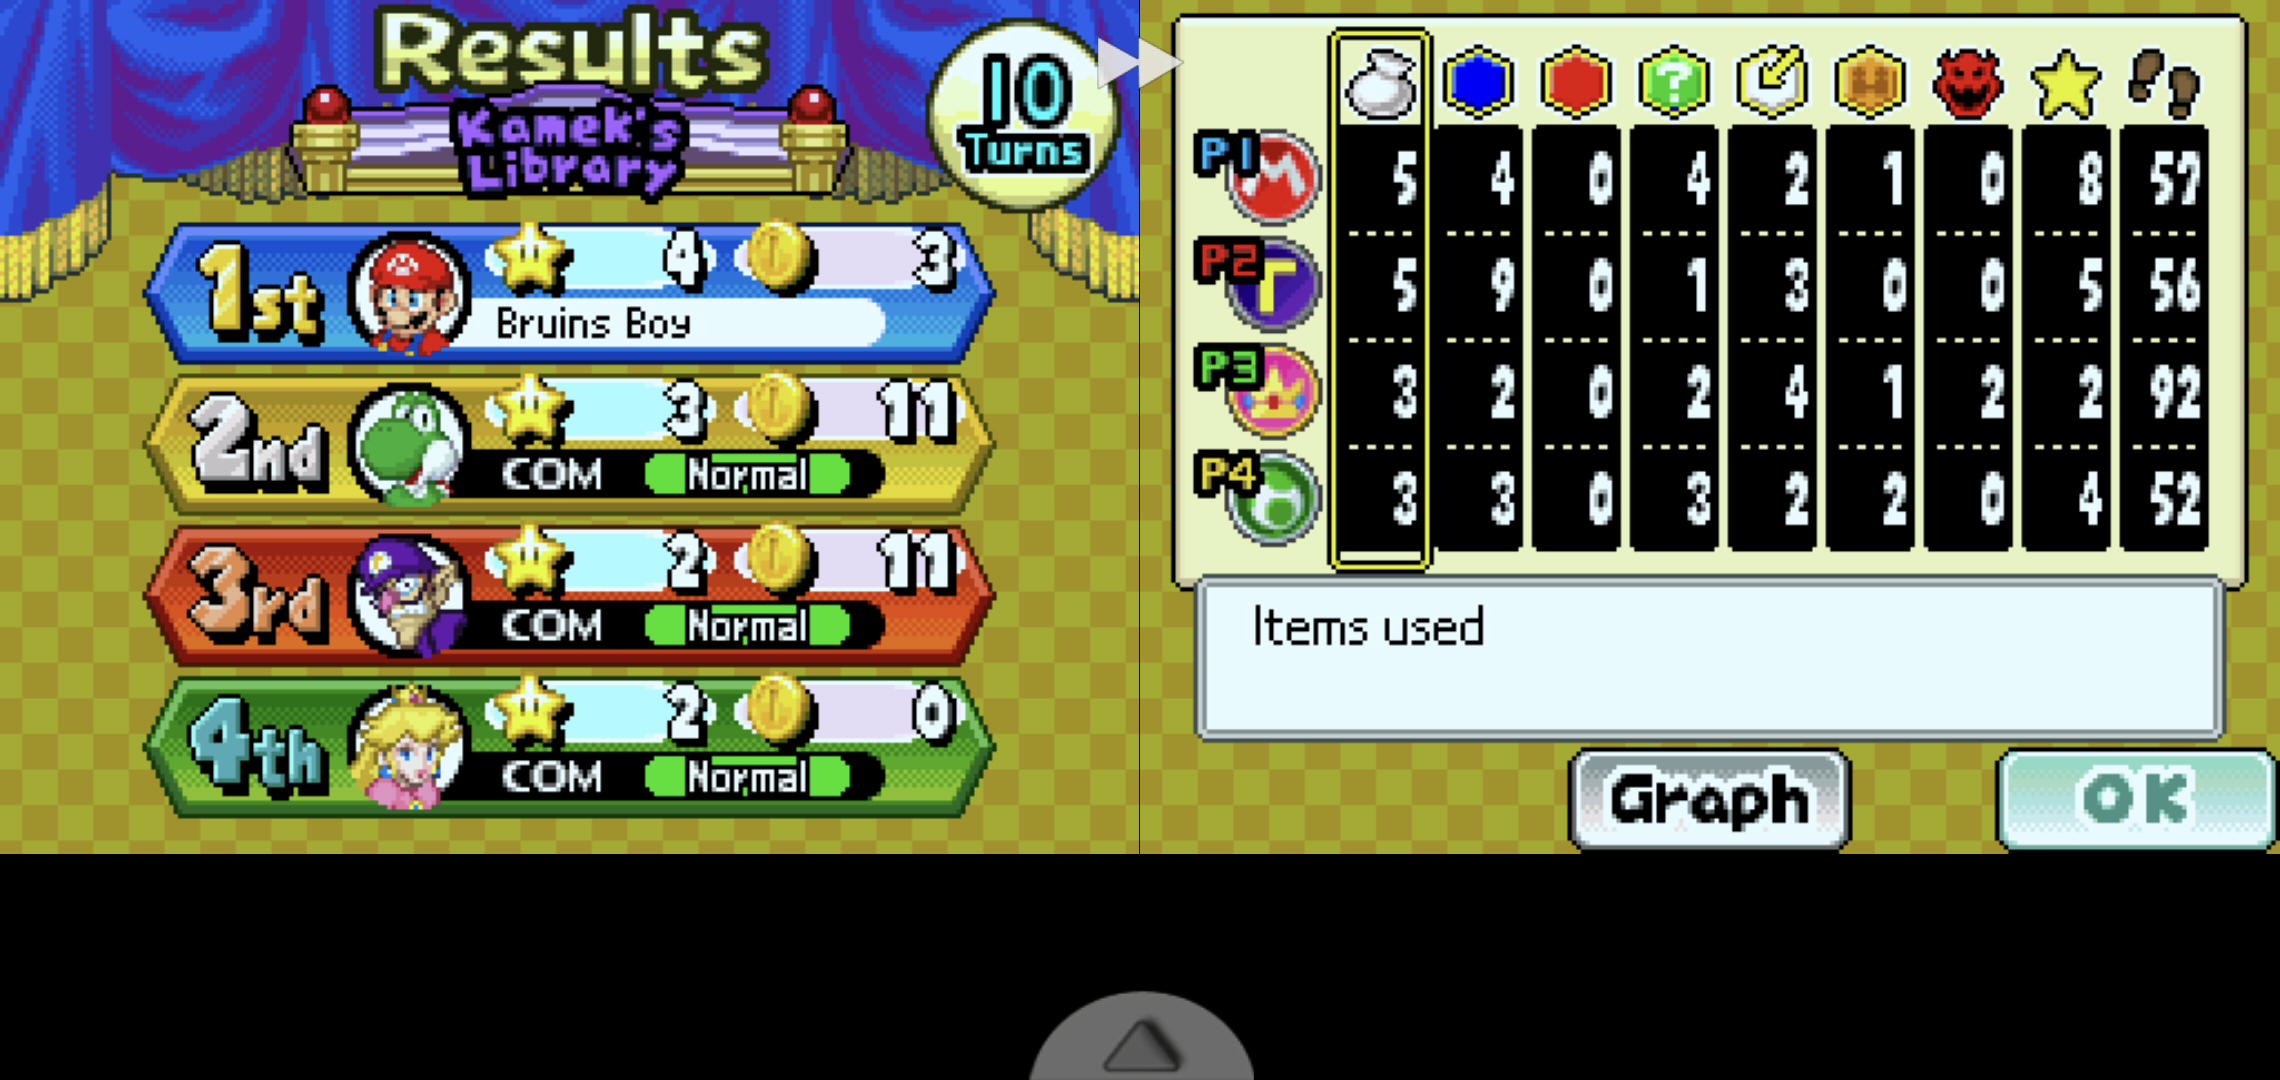 Results
Kamek's
Library
10
Turns
1st 4 3
Bruins Boy
2nd 3 11
COM Normal
3rd 2 11
COM Normal
4th 2 0
COM Normal
P1 5 4 0 4 2 1 0 8 57
P2 5 9 0 1 3 0 0 5 56
P3 3 2 0 2 4 1 2 2 92
P4 3 3 0 3 2 2 0 4 52
Items used
Graph
OK